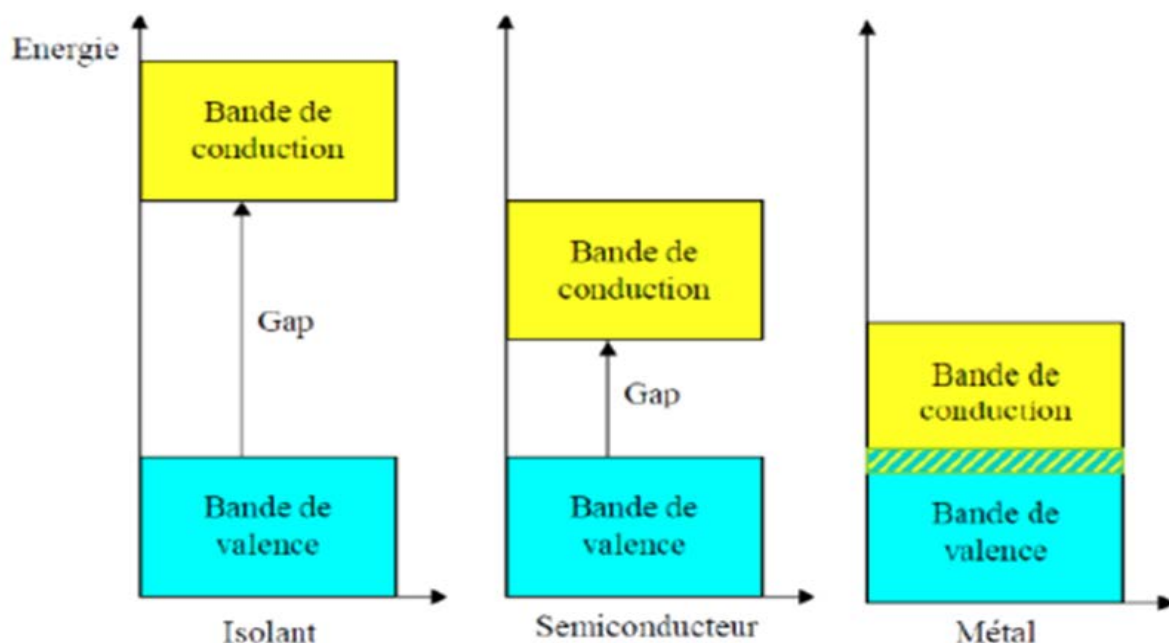 Energie
Bande de
conduction
Gap
Bande de
valence
Isolant
Bande de
conduction
Gap
Bande de
valence
Semiconducteur
Bande de
conduction
Bande de
valence
Métal